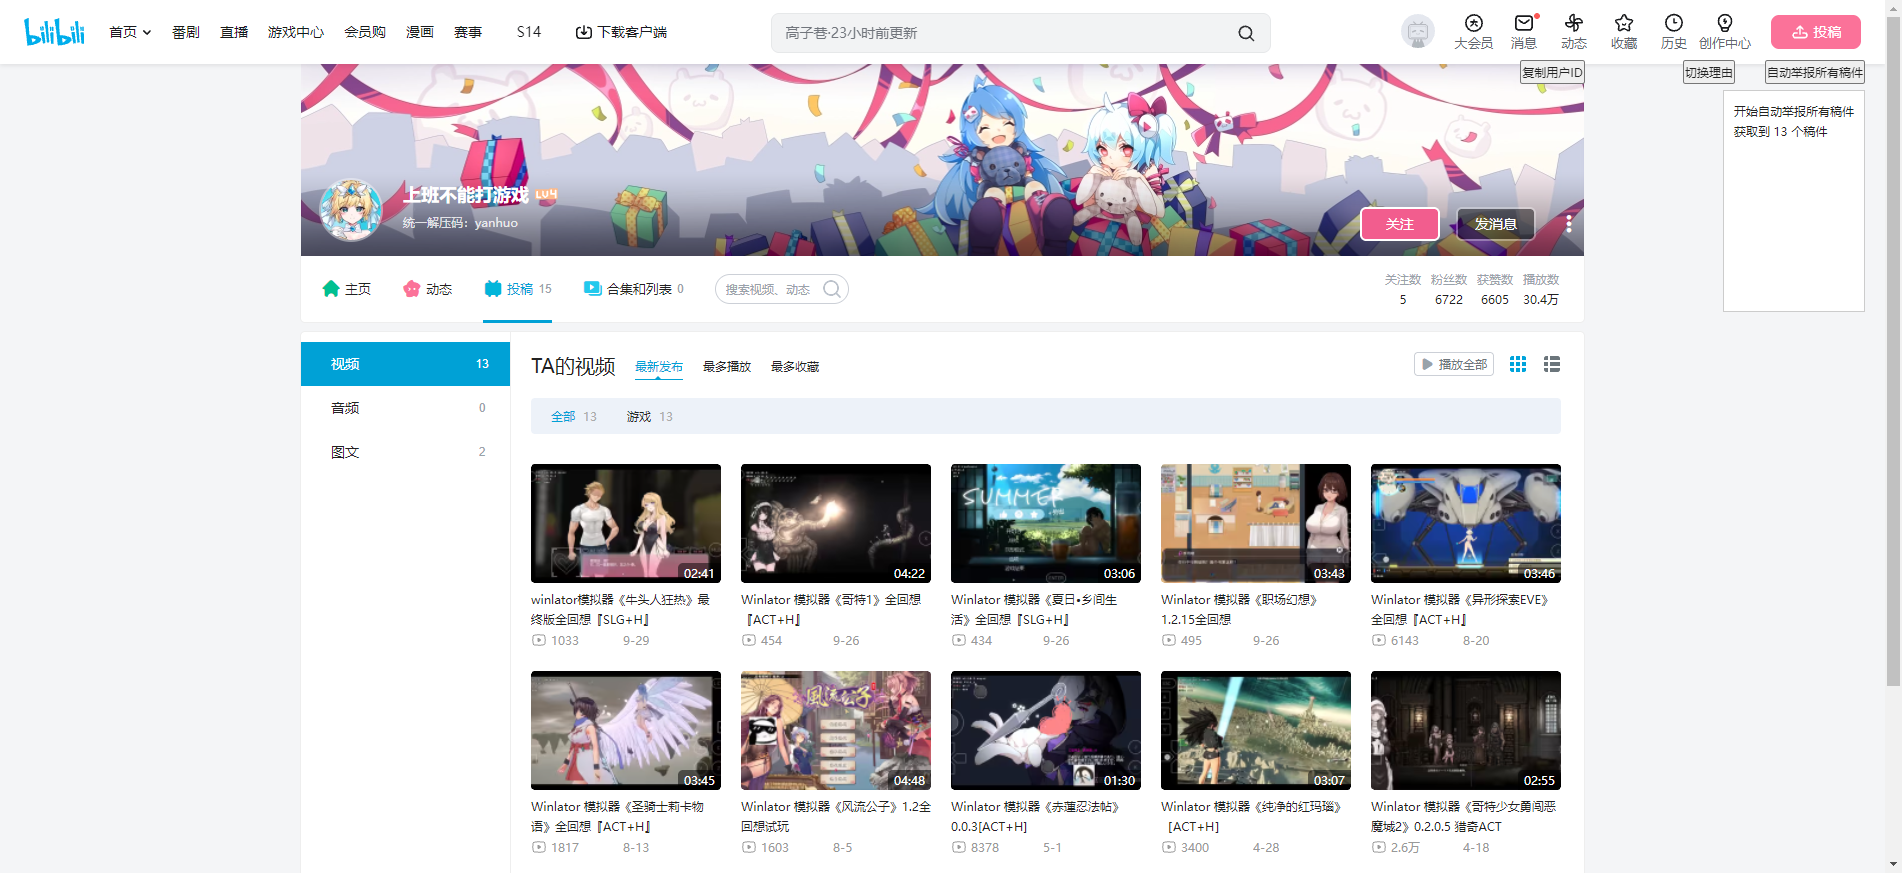 bilibili
首页 番剧 直播 游戏中心 会员购 漫画 赛事 S14 下载客户端
高子巷·23小时前更新
大会员 消息 动态 收藏 历史 创作中心 投稿
复制用户ID 切换理由 自动举报所有稿件
开始自动举报所有稿件
获取到 13 个稿件
上班不能打游戏 LV4
统一解压码：yanhuo
关注 发消息
主页 动态 投稿 15 合集和列表 0 搜索视频、动态
关注数 粉丝数 获赞数 播放数
5 6722 6605 30.4万
视频 13
音频 0
图文 2
TA的视频 最新发布 最多播放 最多收藏 播放全部
全部 13 游戏 13
SUMMER
02:41 04:22 03:06 03:43 03:46
winlator模拟器《牛头人狂热》最
终版全回想『SLG+H』
1033 9-29
Winlator 模拟器《哥特1》全回想
『ACT+H』
454 9-26
Winlator 模拟器《夏日•乡间生
活》全回想『SLG+H』
434 9-26
Winlator 模拟器《职场幻想》
1.2.15全回想
495 9-26
Winlator 模拟器《异形探索EVE》
全回想『ACT+H』
6143 8-20
風流公子
03:45 04:48 01:30 03:07 02:55
Winlator 模拟器《圣骑士莉卡物
语》全回想『ACT+H』
1817 8-13
Winlator 模拟器《风流公子》1.2全
回想试玩
1603 8-5
Winlator 模拟器《赤蓮忍法帖》
0.0.3[ACT+H]
8378 5-1
Winlator 模拟器《纯净的红玛瑙》
[ACT+H]
3400 4-28
Winlator 模拟器《哥特少女勇闯恶
魔城2》0.2.0.5 猎奇ACT
2.6万 4-18